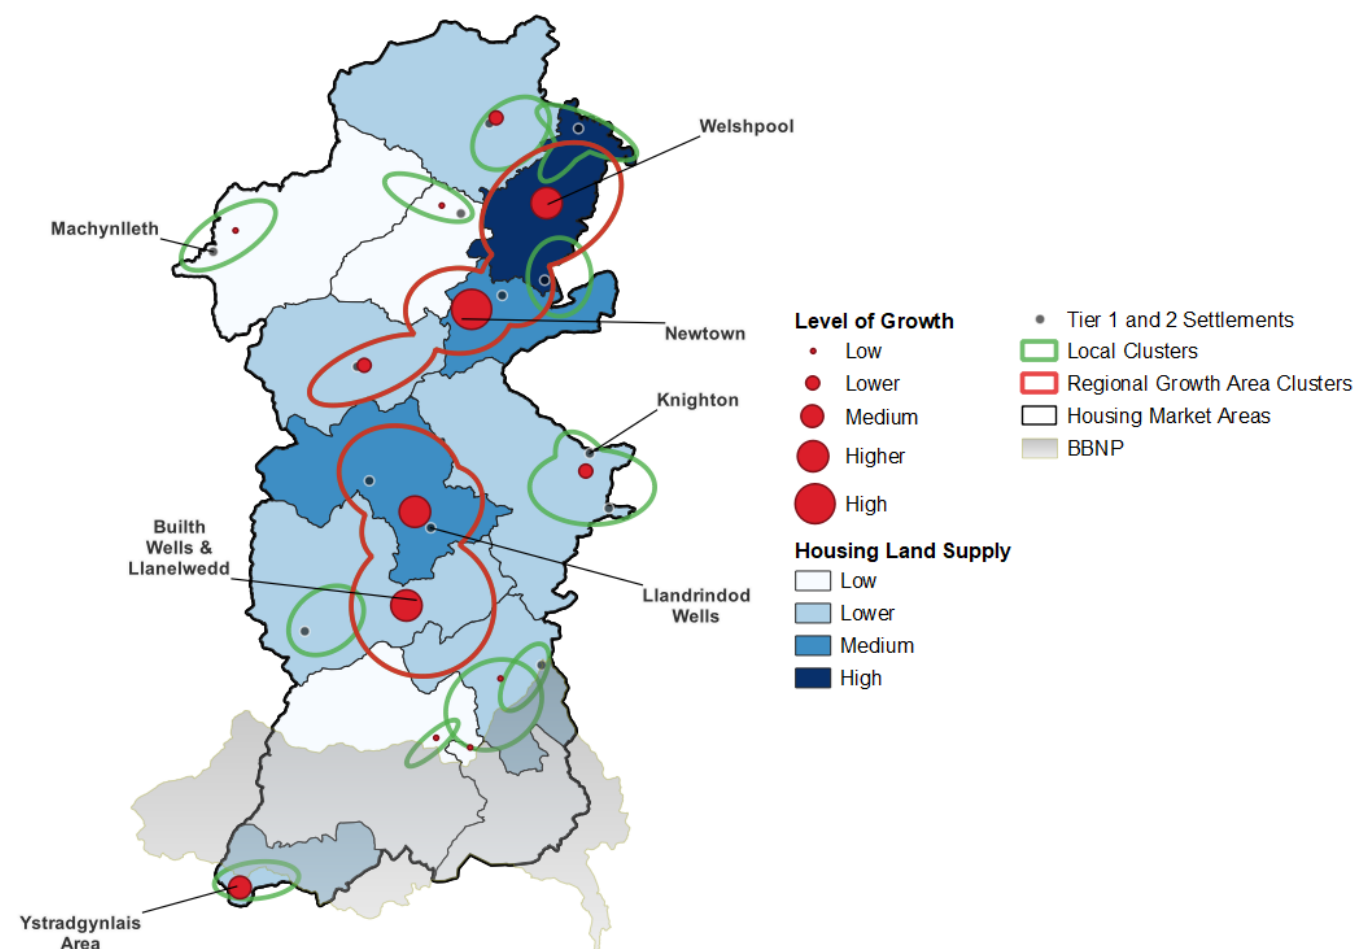 Welshpool
Machynlleth
Newtown
Knighton
Builth
Wells &
Llanelwedd
Llandrindod
Wells
Ystradgynlais
Area
Level of Growth
Low
Lower
Medium
Higher
High
Housing Land Supply
Low
Lower
Medium
High
Tier 1 and 2 Settlements
Local Clusters
Regional Growth Area Clusters
Housing Market Areas
BBNP